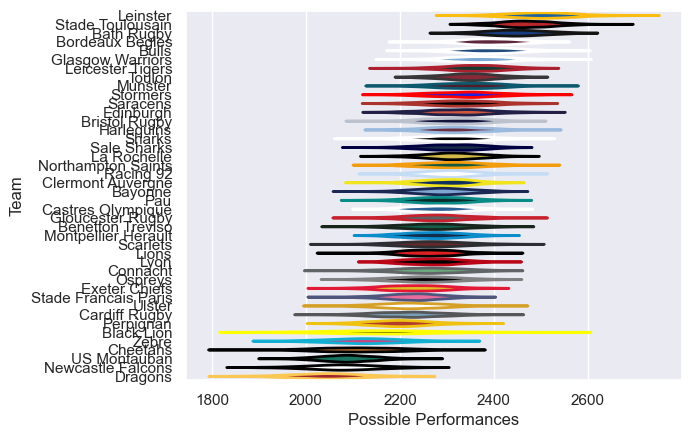 Leinster
Stade Toulousain
Bath Rugby
Bordeaux Begles
Bulls
Glasgow Warriors
Leicester Tigers
Toulon
Munster
Stormers
Saracens
Edinburgh
Bristol Rugby
Harlequins
Sharks
Sale Sharks
La Rochelle
Northampton Saints
Racing 92
Clermont Auvergne
Bayonne
Pau
Castres Olympique
Gloucester Rugby
Benetton Treviso
Montpellier Herault
Scarlets
Lions
Lyon
Connacht
Ospreys
Exeter Chiefs
Stade Francais Paris
Ulster
Cardiff Rugby
Perpignan
Black Lion
Zebre
Cheetahs
US Montauban
Newcastle Falcons
Dragons
Team
1800 2000 2200 2400 2600
Possible Performances